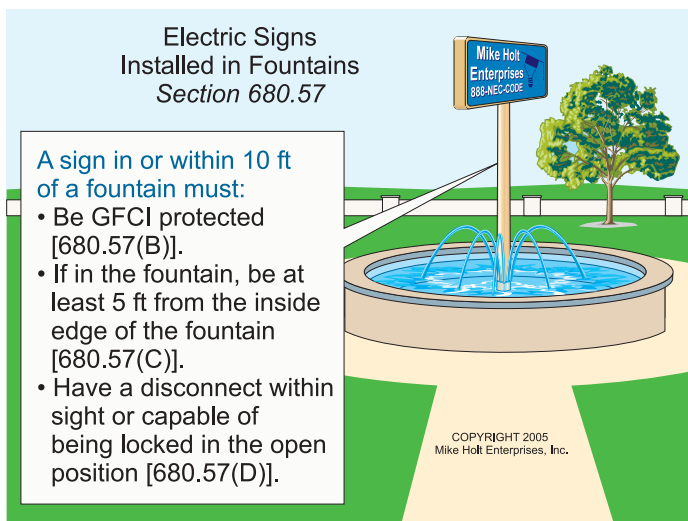 Electric Signs
Installed in Fountains
Section 680.57
Mike Holt
Enterprises
888-NEC-CODE
A sign in or within 10 ft
of a fountain must:
• Be GFCI protected
[680.57(B)].
• If in the fountain, be at
least 5 ft from the inside
edge of the fountain
[680.57(C)].
• Have a disconnect within
sight or capable of
being locked in the open
position [680.57(D)].
COPYRIGHT 2005
Mike Holt Enterprises, Inc.